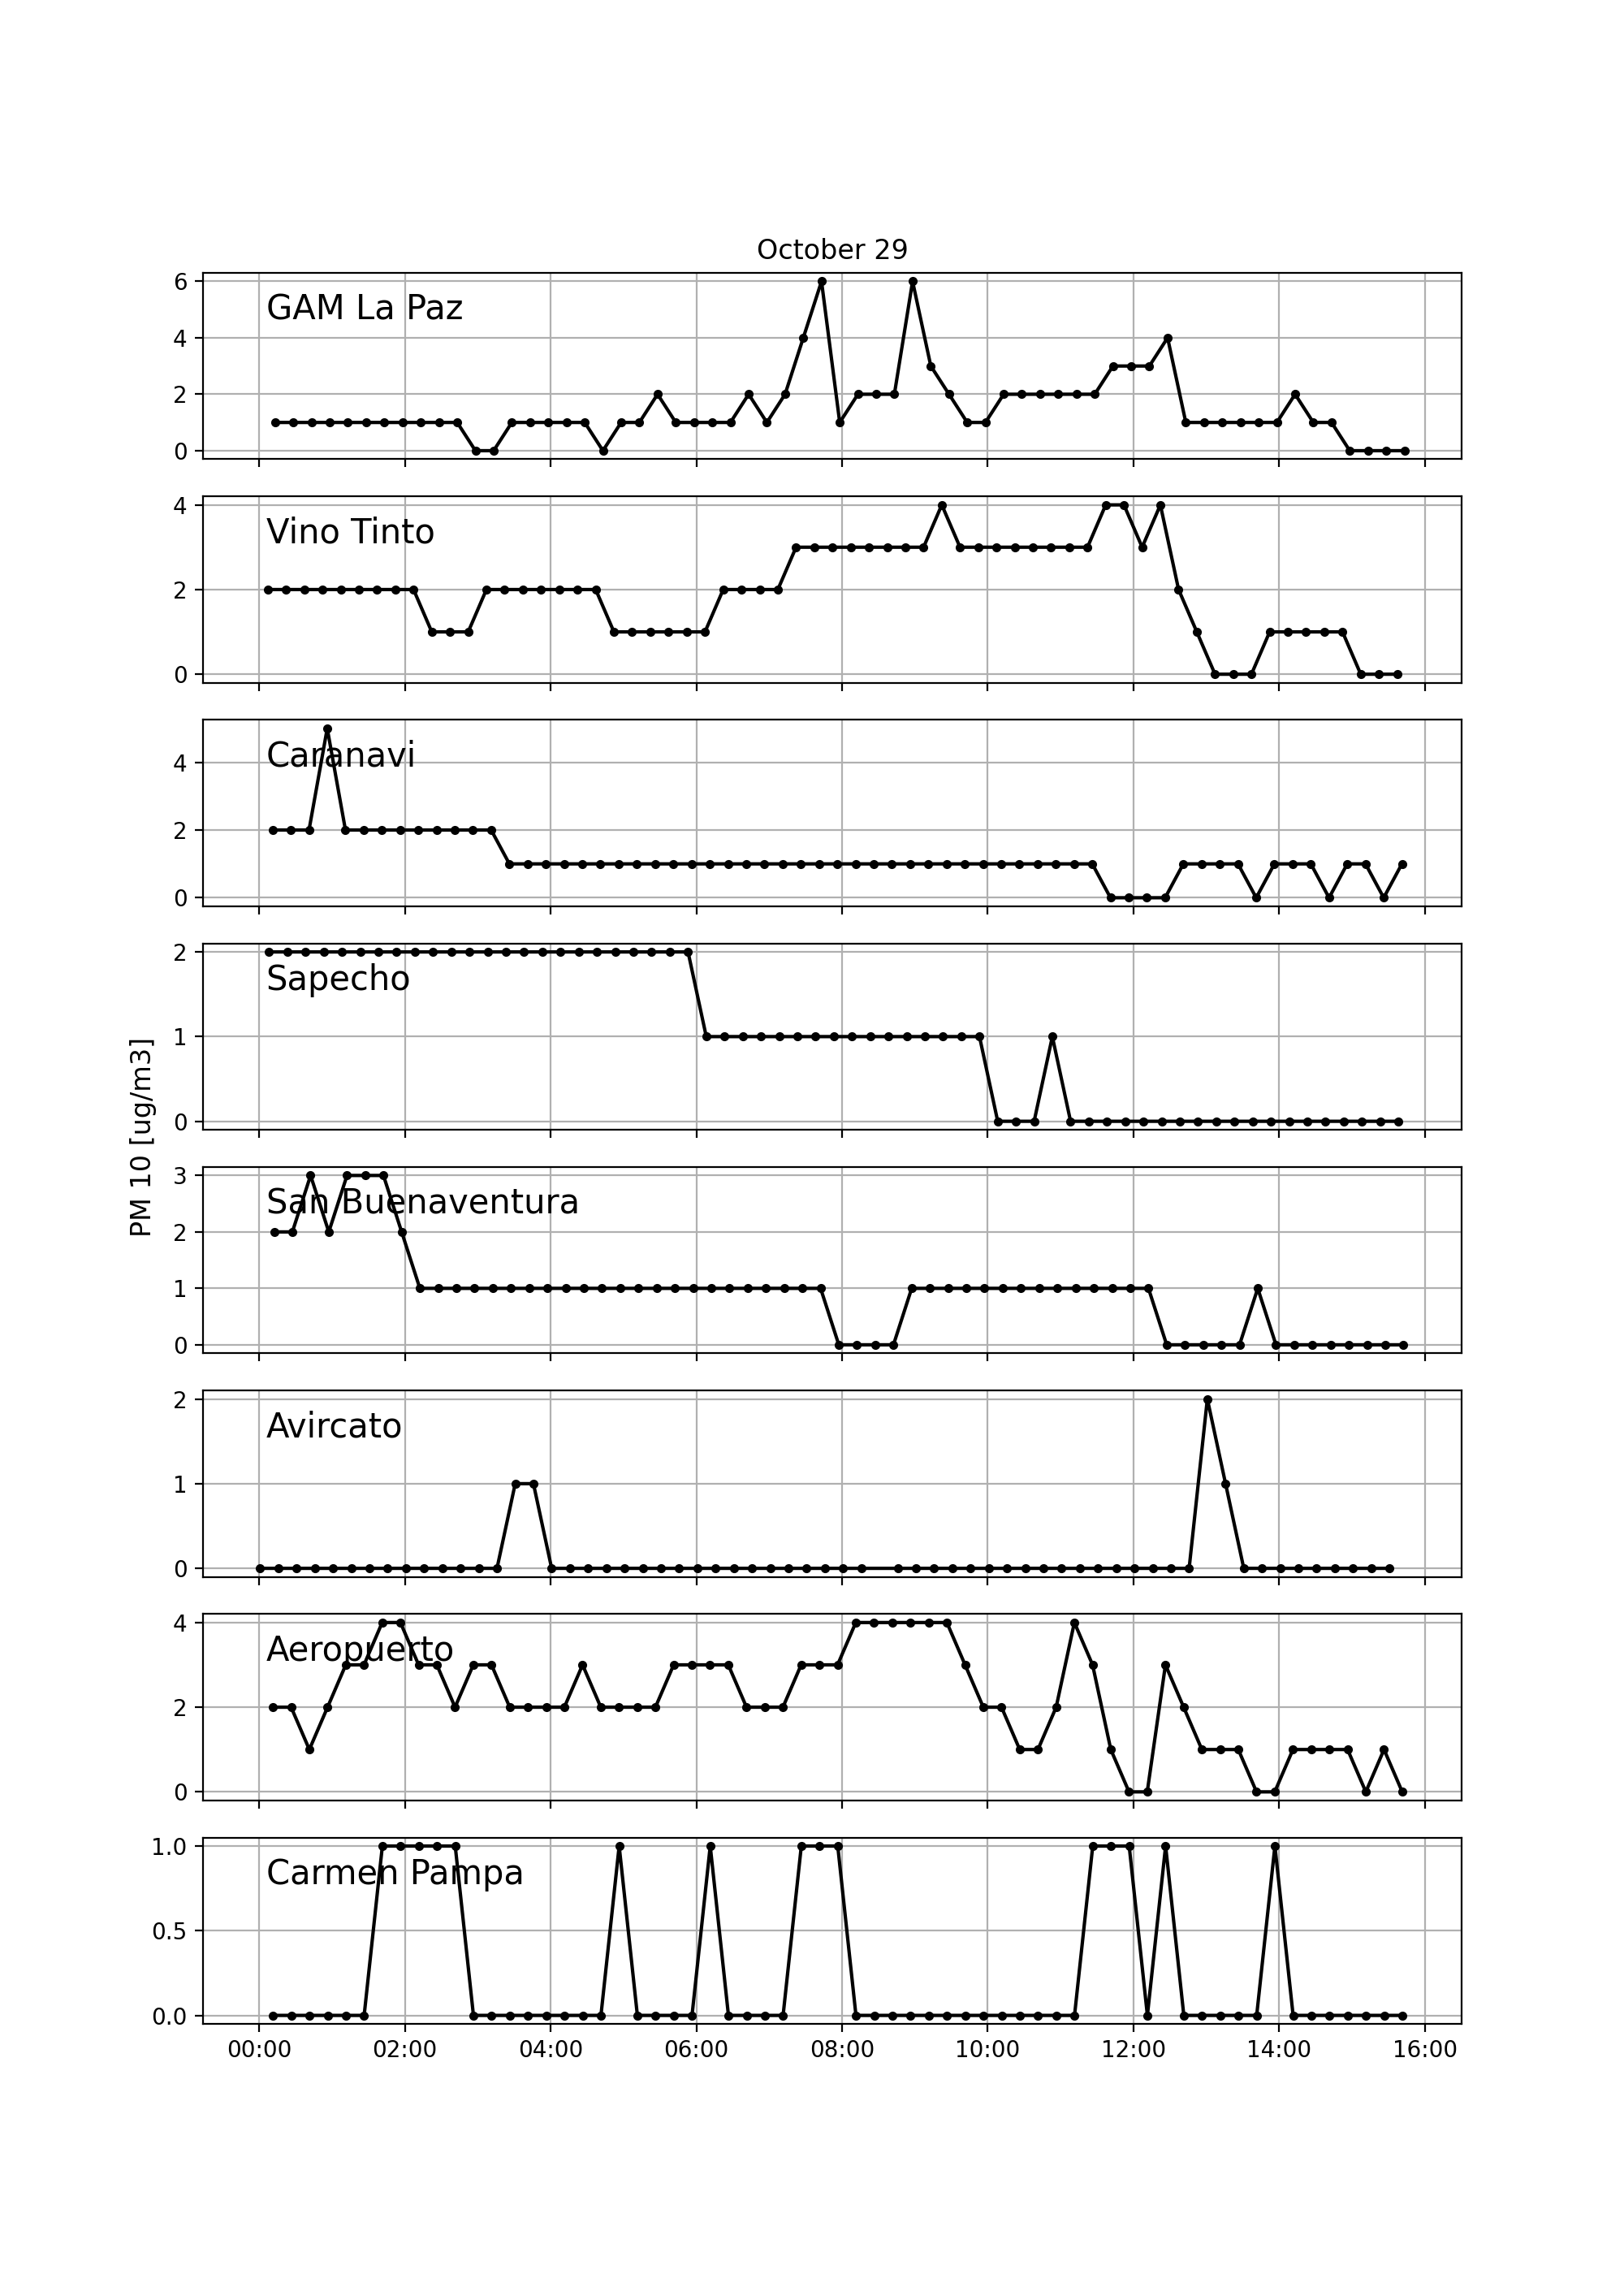 October 29
PM 10 [ug/m3]
6
GAM La Paz
4
2
0
4
Vino Tinto
2
0
Caranavi
4
2
0
2
Sapecho
1
0
3
San Buenaventura
2
1
0
2
Avircato
1
0
4
Aeropuerto
2
0
1.0
Carmen Pampa
0.5
0.0
00:00 02:00 04:00 06:00 08:00 10:00 12:00 14:00 16:00